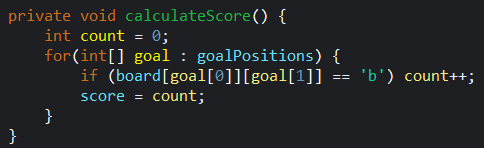 private void calculateScore() {
    int count = 0;
    for(int[] goal : goalPositions) {
        if (board[goal[0]][goal[1]] == 'b') count++;
        score = count;
    }
}